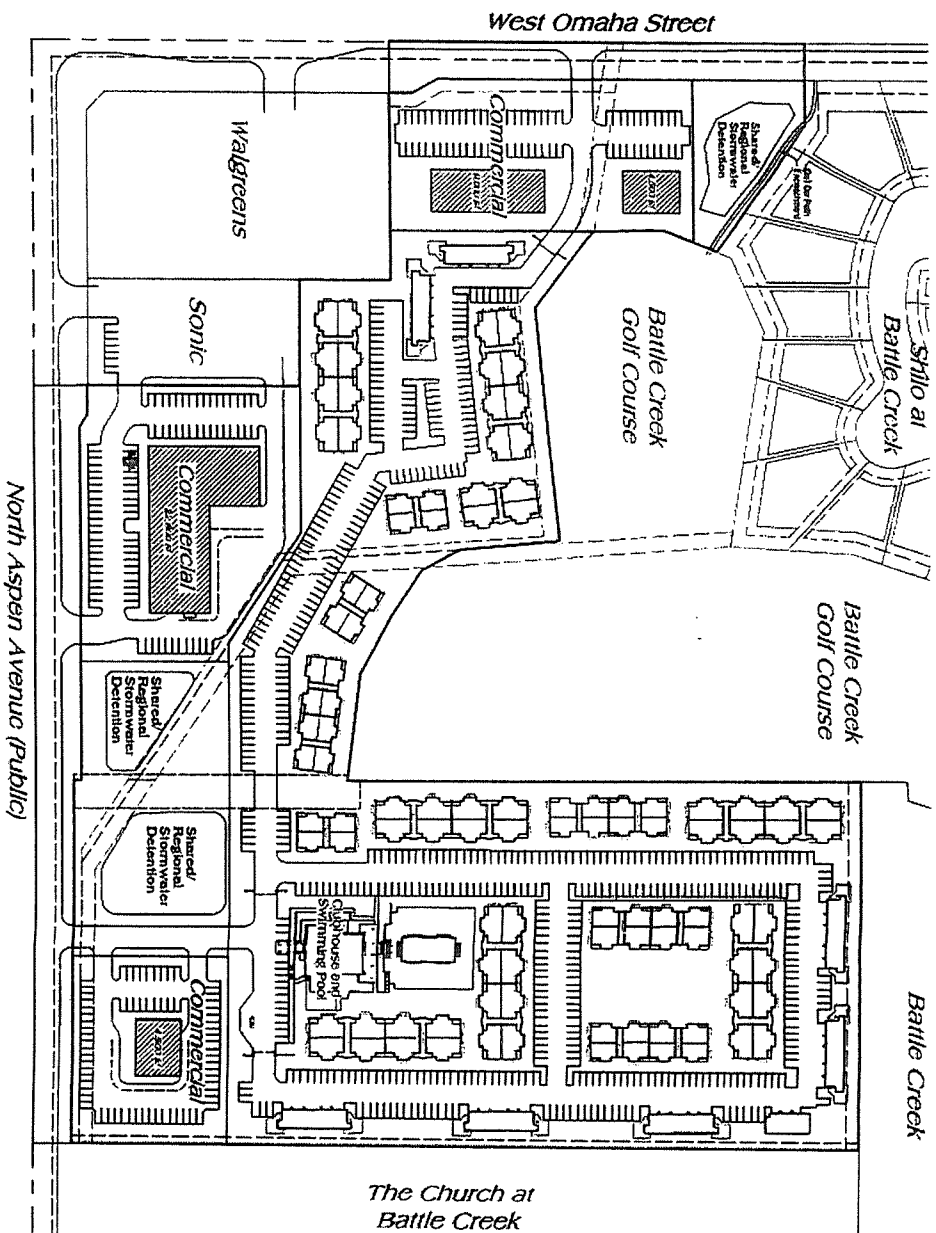 West Omaha Street
Walgreens
Commercial
Shared/
Regional
Stormwater
Detention
Shilo at
Battle Creek
Battle Creek
Golf Course
Sonic
Commercial
Battle Creek
Golf Course
Shared/
Regional
Stormwater
Detention
Shared/
Regional
Stormwater
Detention
Clubhouse and
Swimming Pool
Commercial
Battle Creek
North Aspen Avenue (Public)
The Church at
Battle Creek